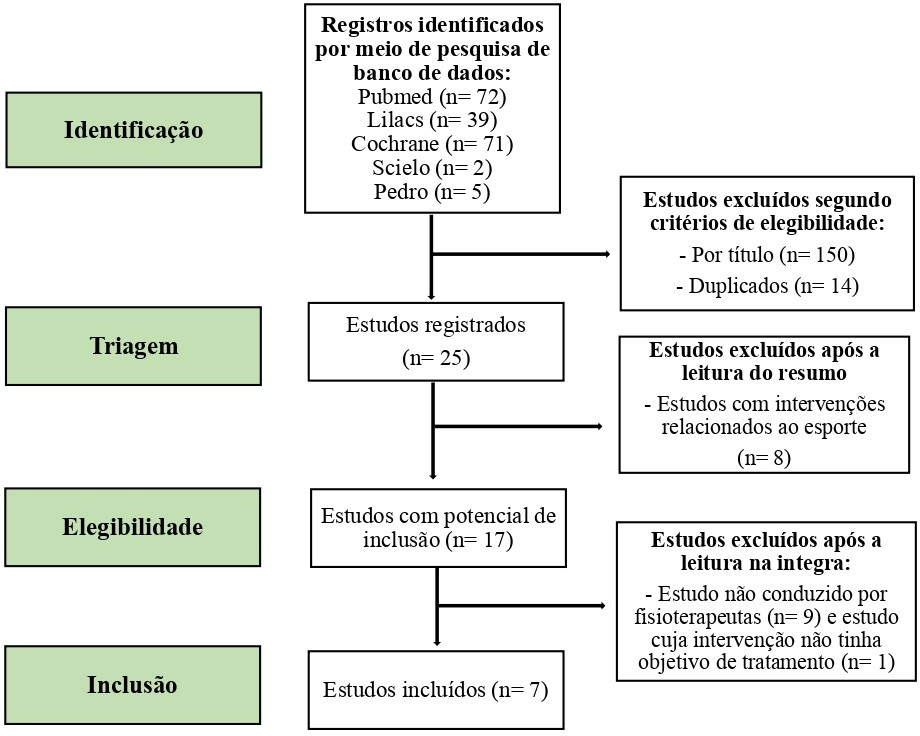 Identificação
Registros identificados
por meio de pesquisa de
banco de dados:
Pubmed (n= 72)
Lilacs (n= 39)
Cochrane (n= 71)
Scielo (n= 2)
Pedro (n= 5)
Estudos excluídos segundo
critérios de elegibilidade:
- Por título (n= 150)
- Duplicados (n= 14)
Triagem
Estudos registrados
(n= 25)
Estudos excluídos após a
leitura do resumo
- Estudos com intervenções
relacionados ao esporte
(n= 8)
Elegibilidade
Estudos com potencial de
inclusão (n= 17)
Estudos excluídos após a
leitura na integra:
- Estudo não conduzido por
fisioterapeutas (n= 9) e estudo
cuja intervenção não tinha
objetivo de tratamento (n= 1)
Inclusão
Estudos incluídos (n= 7)